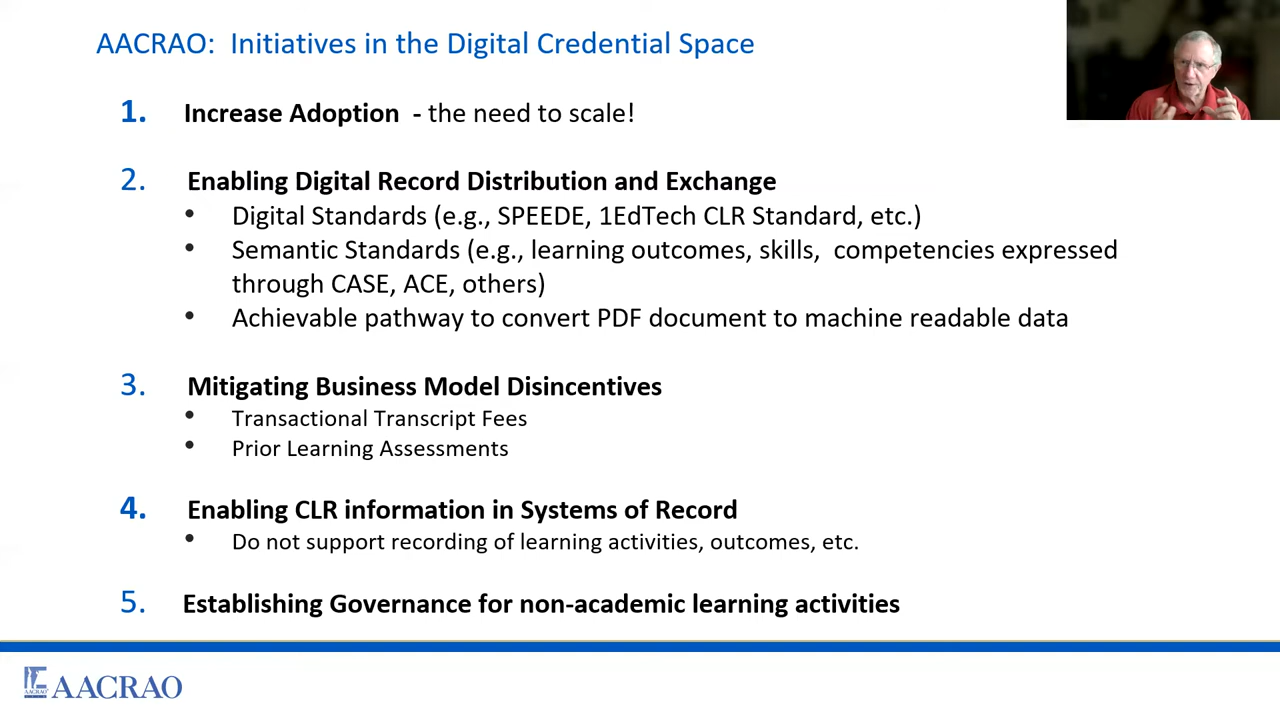 AACRAO:  Initiatives in the Digital Credential Space
1. Increase Adoption  - the need to scale!
2. Enabling Digital Record Distribution and Exchange
• Digital Standards (e.g., SPEEDE, 1EdTech CLR Standard, etc.)
• Semantic Standards (e.g., learning outcomes, skills,  competencies expressed
through CASE, ACE, others)
• Achievable pathway to convert PDF document to machine readable data
3. Mitigating Business Model Disincentives
• Transactional Transcript Fees
• Prior Learning Assessments
4. Enabling CLR information in Systems of Record
• Do not support recording of learning activities, outcomes, etc.
5. Establishing Governance for non-academic learning activities
AACRAO
AACRAO